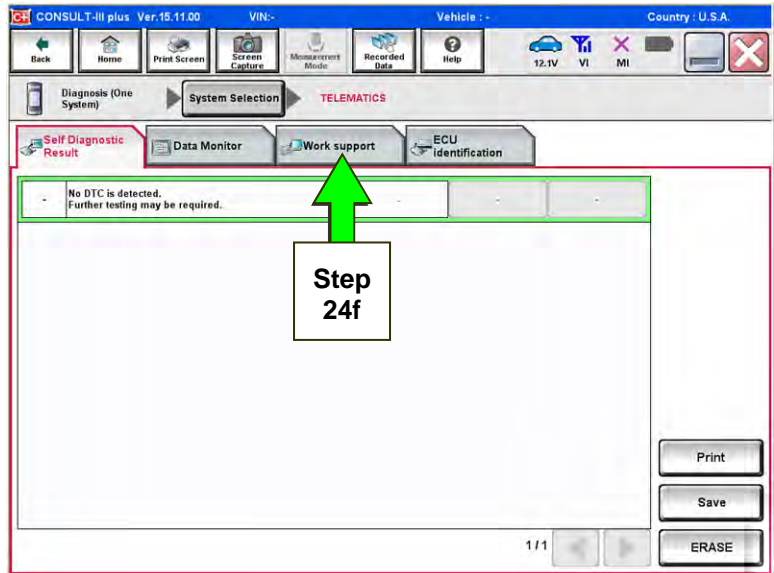 C+ CONSULT-III plus Ver.15.11.00 VIN:- Vehicle : - Country : U.S.A.
Back Home Print Screen Screen Capture Measurement Mode Recorded Data Help 12.1V VI MI
Diagnosis (One System) System Selection TELEMATICS
Self Diagnostic Result Data Monitor Work support ECU identification
- No DTC is detected. - - -
Further testing may be required.
Step
24f
Print
Save
1/1 ERASE